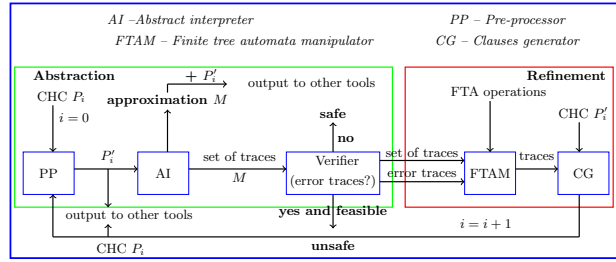 AI –Abstract interpreter
PP – Pre-processor
FTAM – Finite tree automata manipulator
CG – Clauses generator
Abstraction
+ P′i
Refinement
CHC Pi
output to other tools
FTA operations
approximation M
CHC P′i
i=0
safe
no
P′i
set of traces
Verifier
set of traces
traces
PP
AI
M
(error traces?)
error traces
FTAM
CG
yes and feasible
output to other tools
i = i + 1
CHC Pi
unsafe